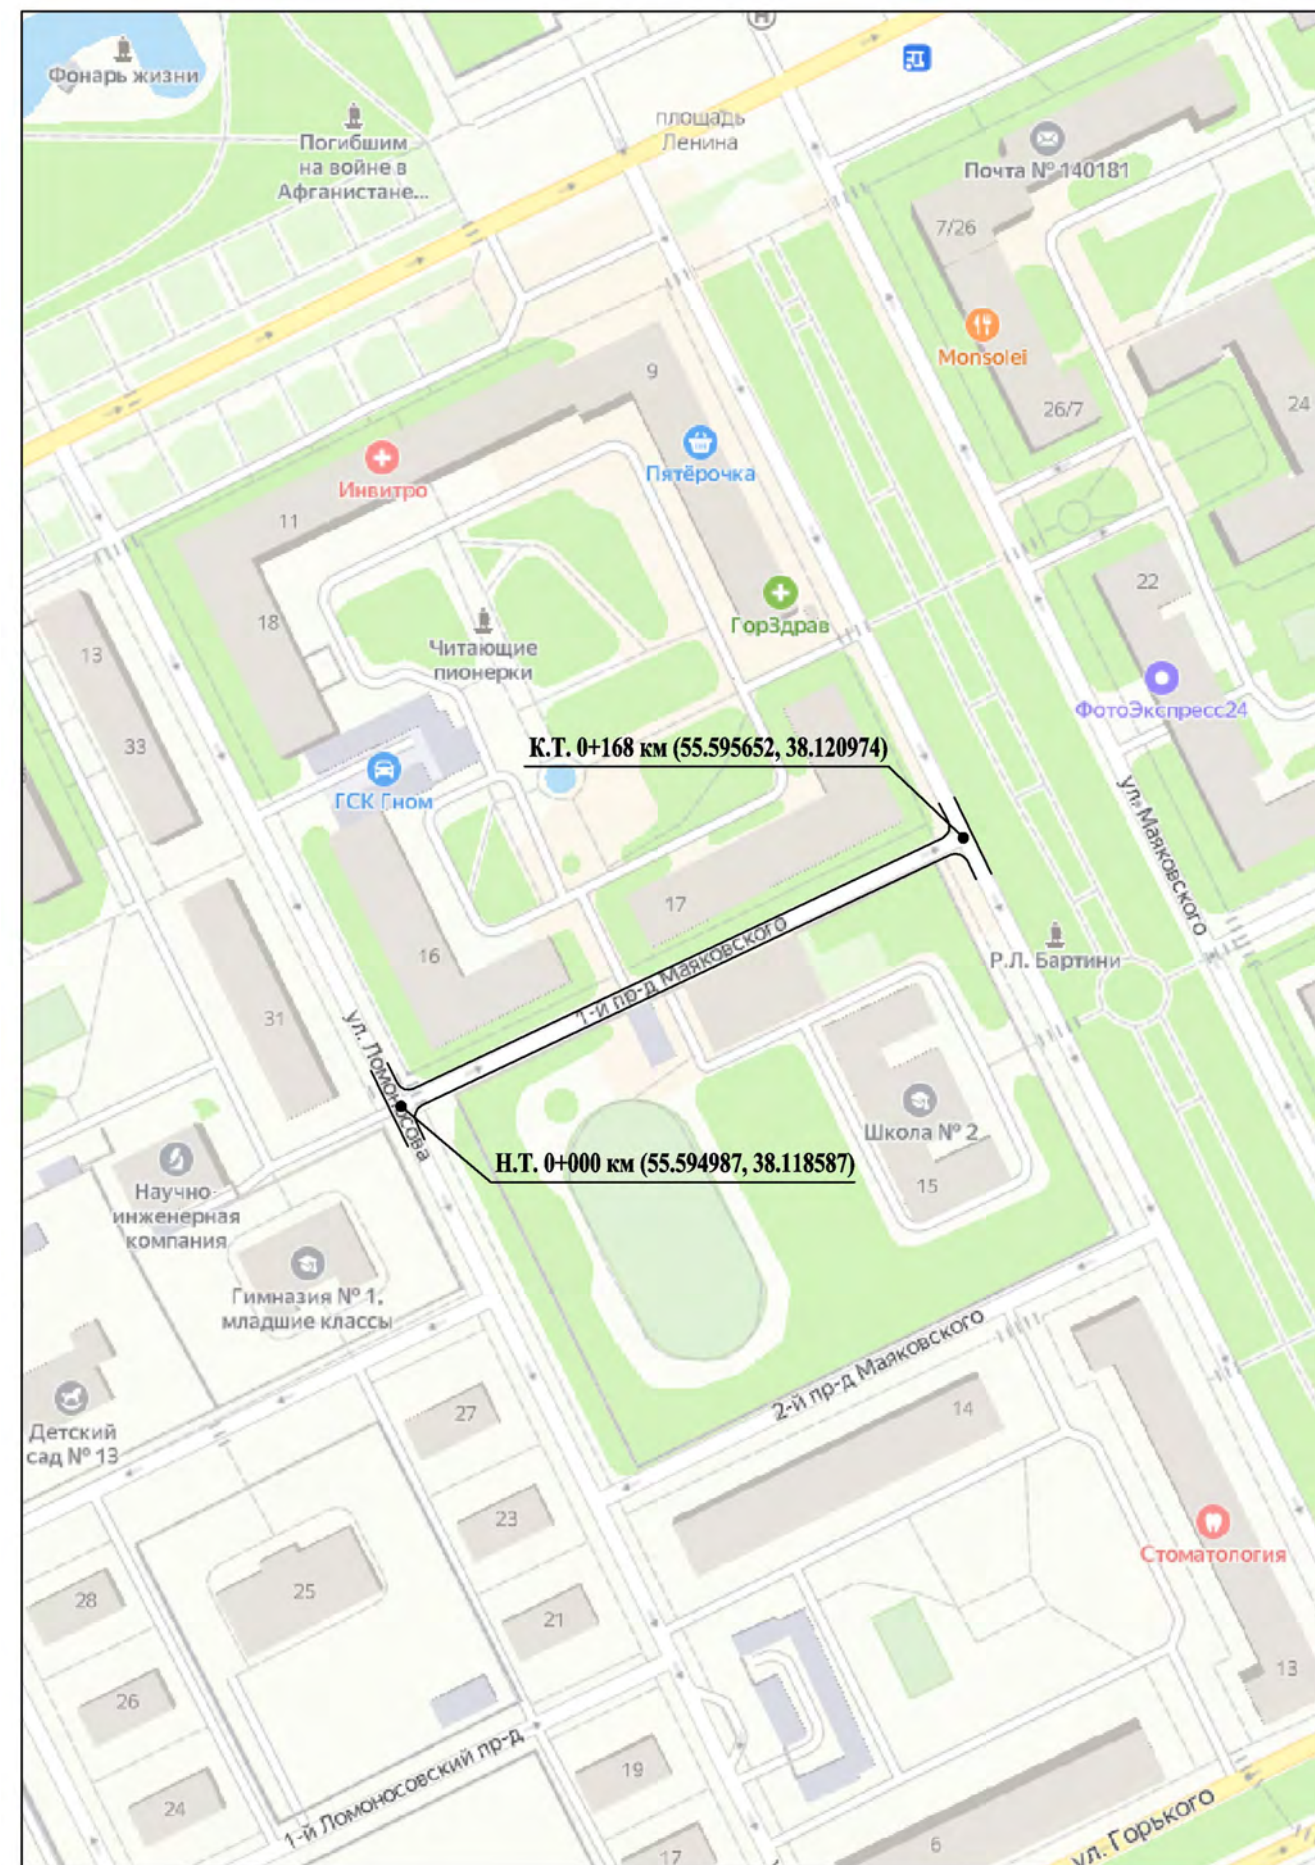 Фонарь жизни
Погибшим
на войне в
Афганистане...
площадь
Ленина
Почта № 140181
7/26
Monsolei
26/7
24
9
Пятёрочка
Инвитро
11
22
18
ГорЗдрав
Читающие
пионерки
13
ФотоЭкспресс24
33
К.Т. 0+168 км (55.595652, 38.120974)
ГСК Гном
ул. Маяковского
17
16
1-й пр-д Маяковского
Р.Л. Бартини
31
ул. Ломоносова
Школа № 2
Н.Т. 0+000 км (55.594987, 38.118587)
15
Научно-
инженерная
компания
Гимназия № 1,
младшие классы
2-й пр-д Маяковского
14
Детский
сад № 13
27
23
Стоматология
25
28
21
13
26
19
24
1-й Ломоносовский пр-д
ул. Горького
6
17